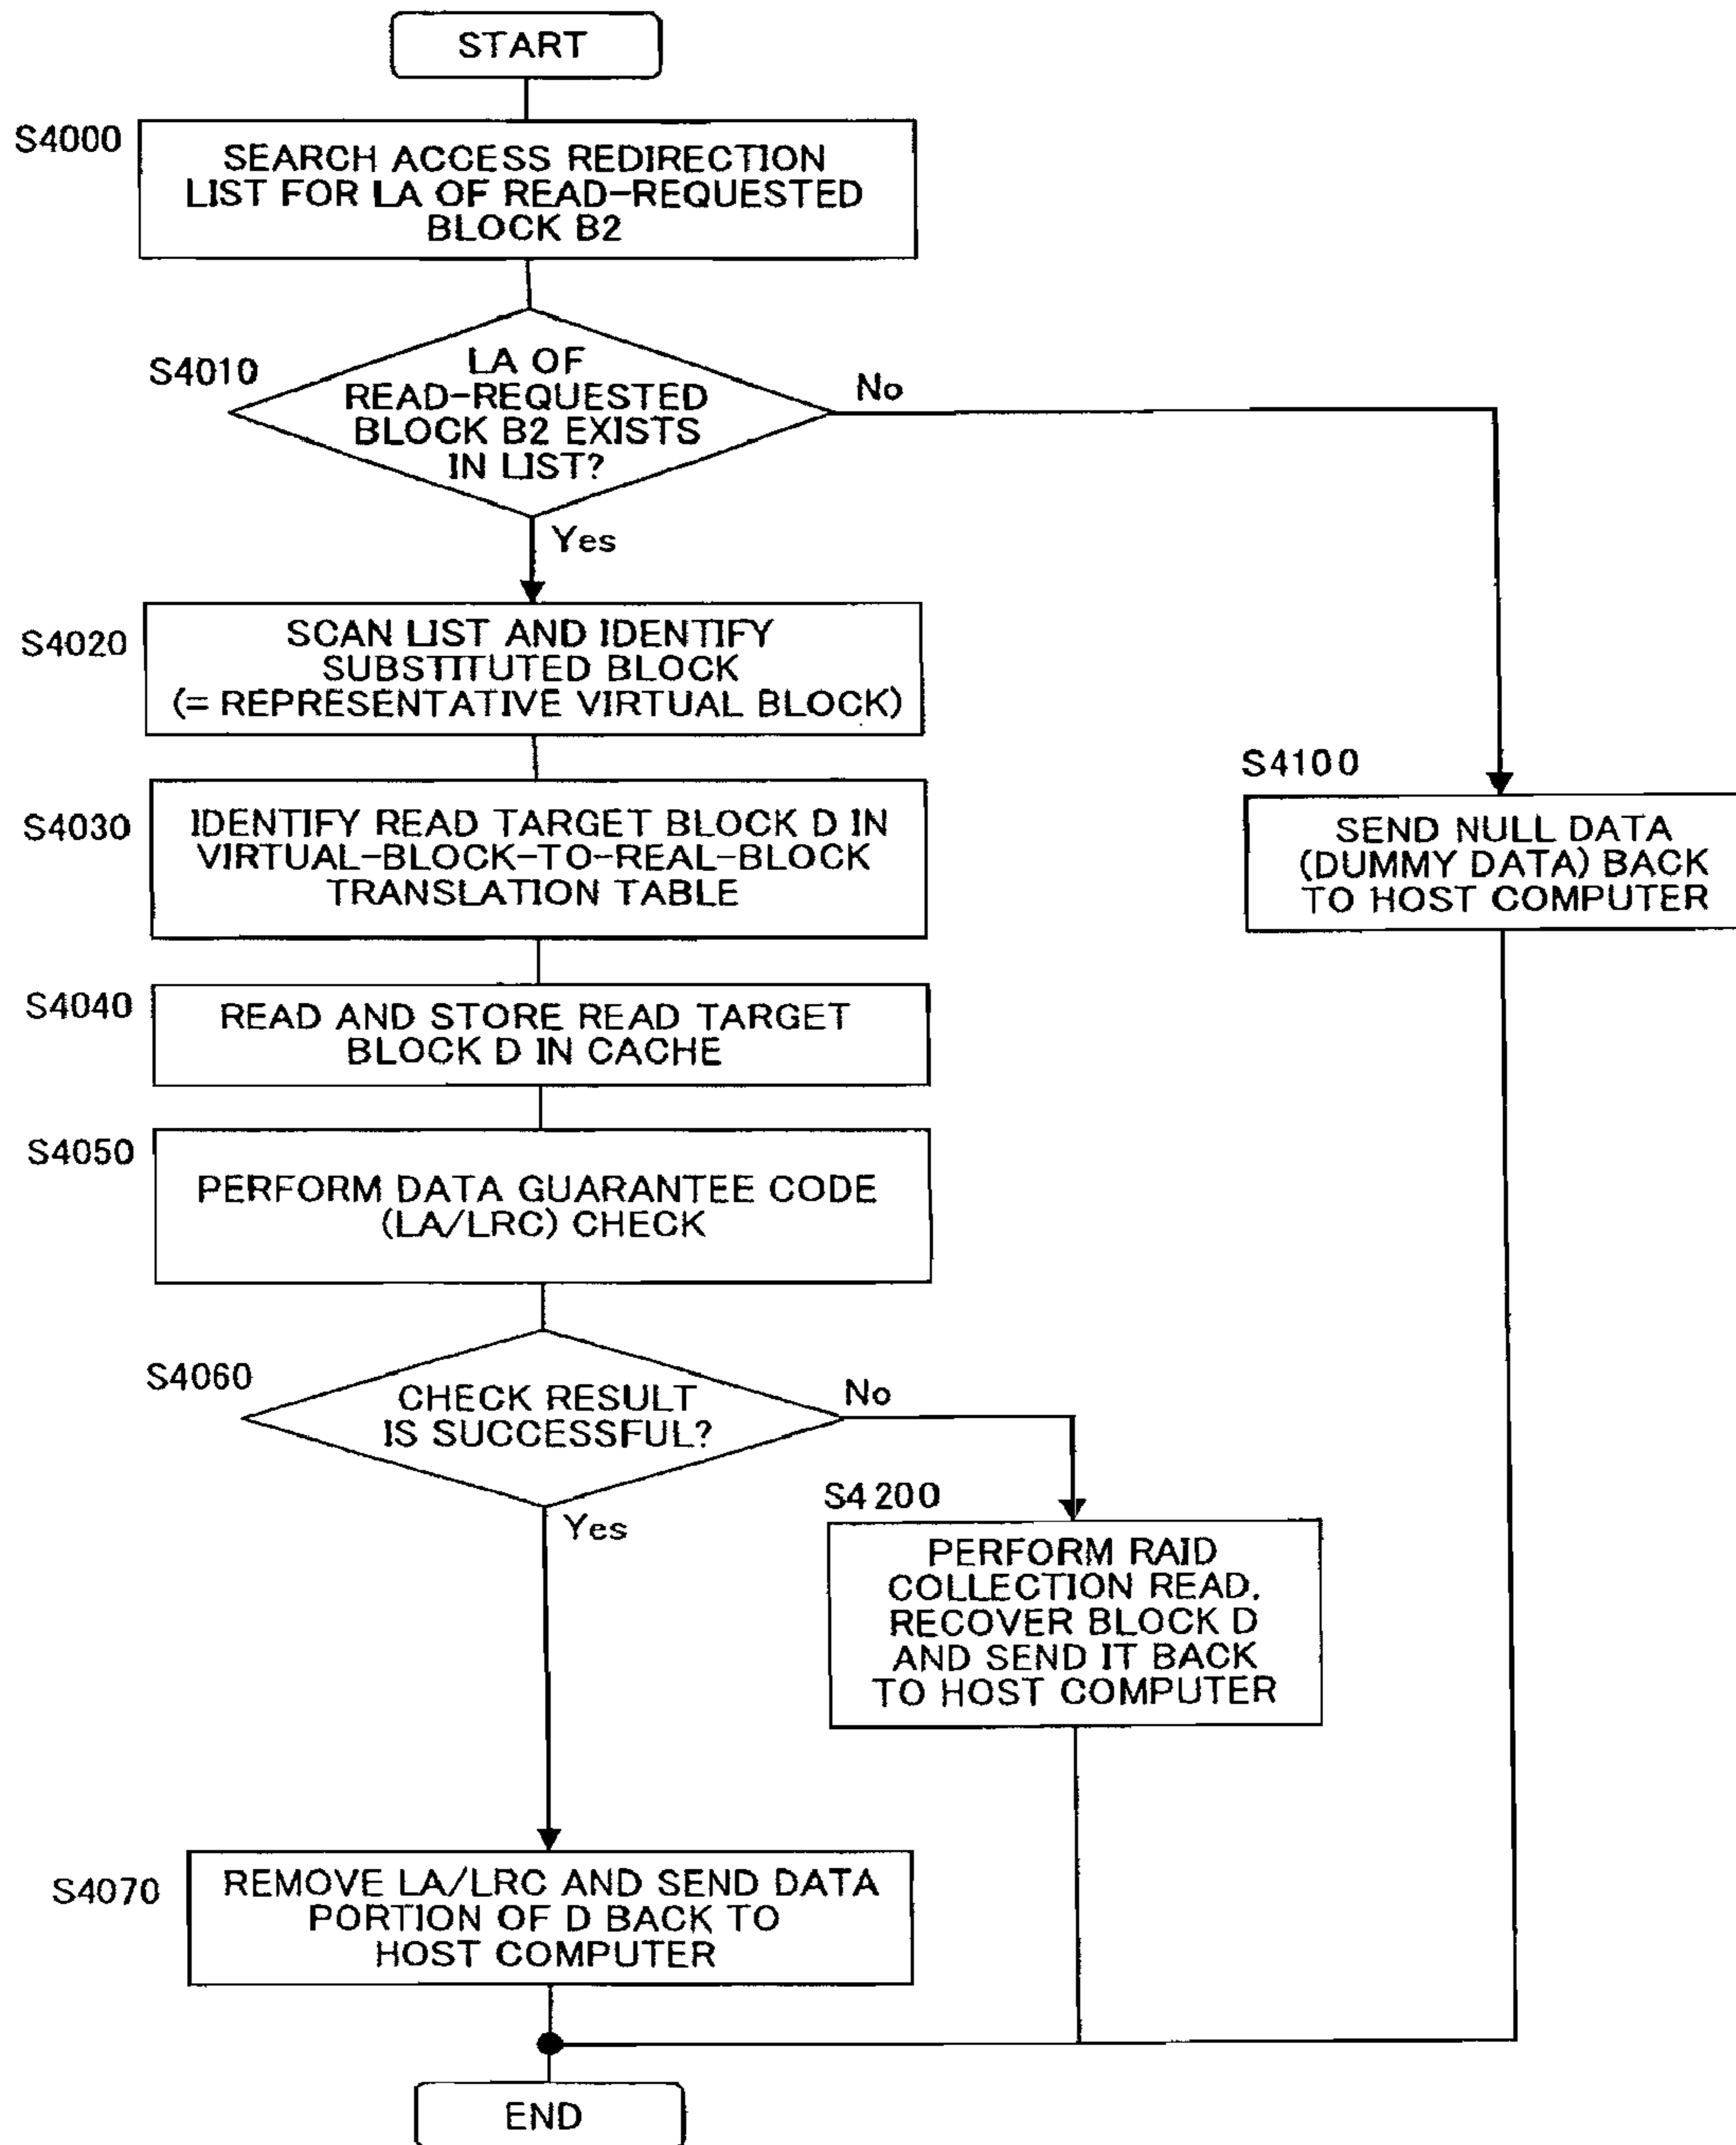 START
S4000
SEARCH ACCESS REDIRECTION
LIST FOR LA OF READ-REQUESTED
BLOCK B2
S4010
LA OF
READ-REQUESTED
BLOCK B2 EXISTS
IN LIST?
No
Yes
S4020
SCAN LIST AND IDENTIFY
SUBSTITUTED BLOCK
(= REPRESENTATIVE VIRTUAL BLOCK)
S4100
SEND NULL DATA
(DUMMY DATA) BACK
TO HOST COMPUTER
S4030
IDENTIFY READ TARGET BLOCK D IN
VIRTUAL-BLOCK-TO-REAL-BLOCK
TRANSLATION TABLE
S4040
READ AND STORE READ TARGET
BLOCK D IN CACHE
S4050
PERFORM DATA GUARANTEE CODE
(LA/LRC) CHECK
S4060
CHECK RESULT
IS SUCCESSFUL?
No
Yes
S4200
PERFORM RAID
COLLECTION READ,
RECOVER BLOCK D
AND SEND IT BACK
TO HOST COMPUTER
S4070
REMOVE LA/LRC AND SEND DATA
PORTION OF D BACK TO
HOST COMPUTER
END